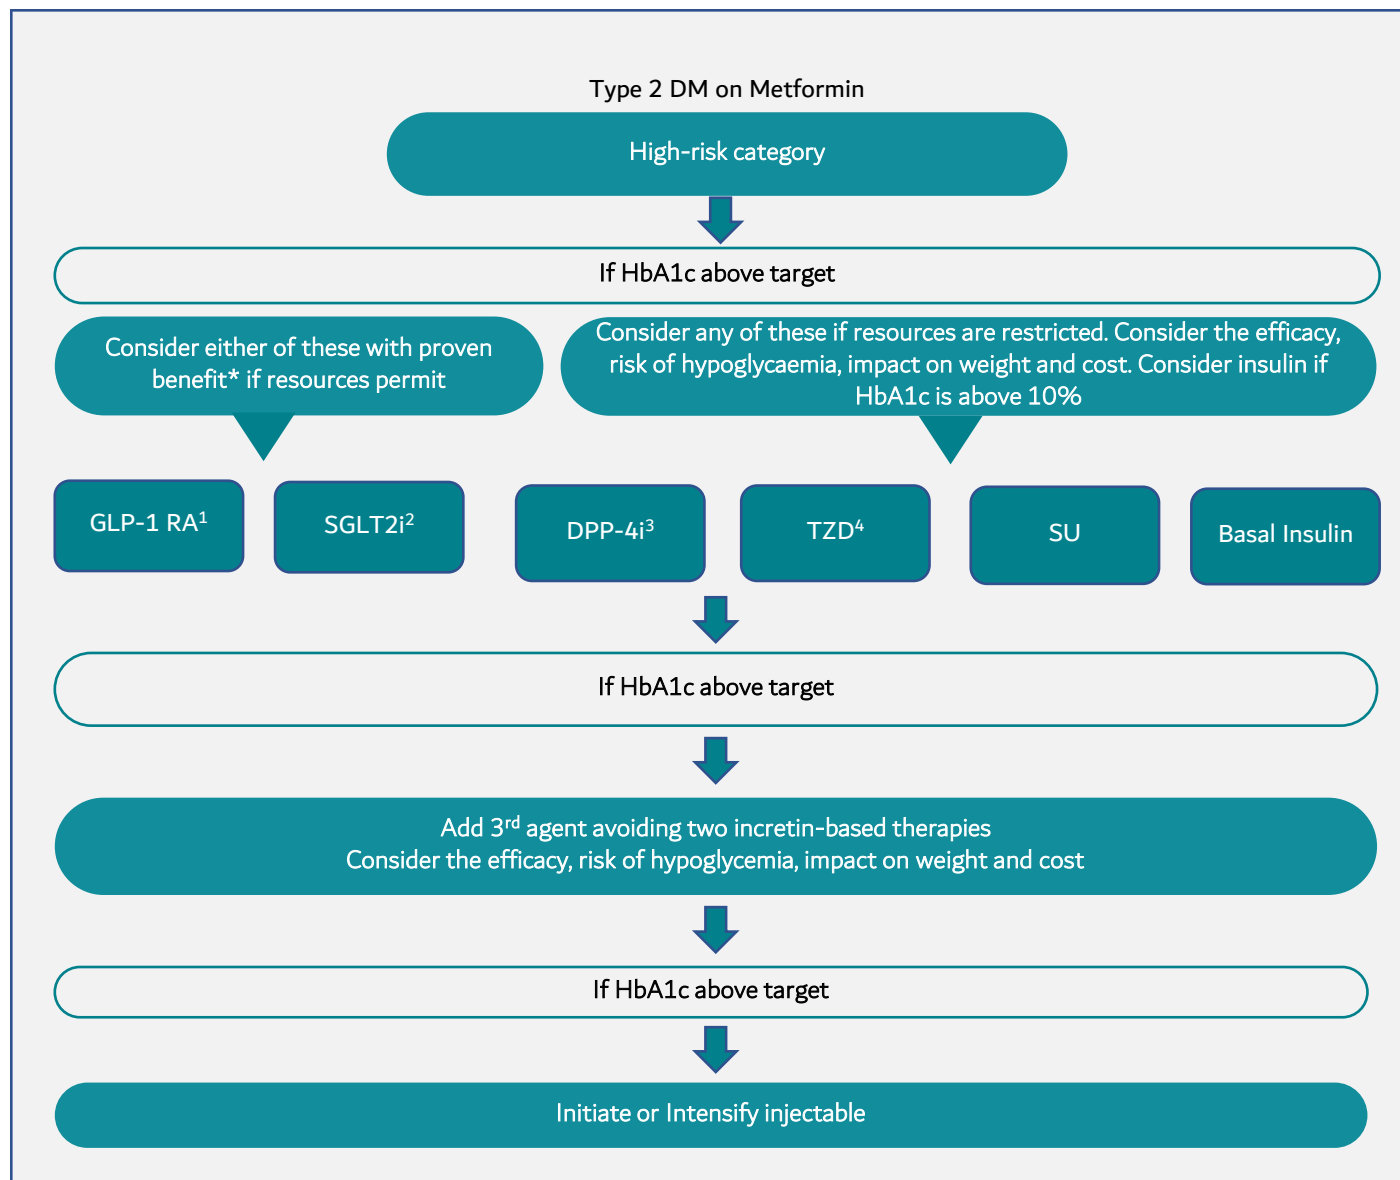 Type 2 DM on Metformin
High-risk category
If HbA1c above target
Consider either of these with proven
benefit* if resources permit
Consider any of these if resources are restricted. Consider the efficacy,
risk of hypoglycaemia, impact on weight and cost. Consider insulin if
HbA1c is above 10%
GLP-1 RA¹
SGLT2i²
DPP-4i³
TZD⁴
SU
Basal Insulin
If HbA1c above target
Add 3ʳᵈ agent avoiding two incretin-based therapies
Consider the efficacy, risk of hypoglycemia, impact on weight and cost
If HbA1c above target
Initiate or Intensify injectable